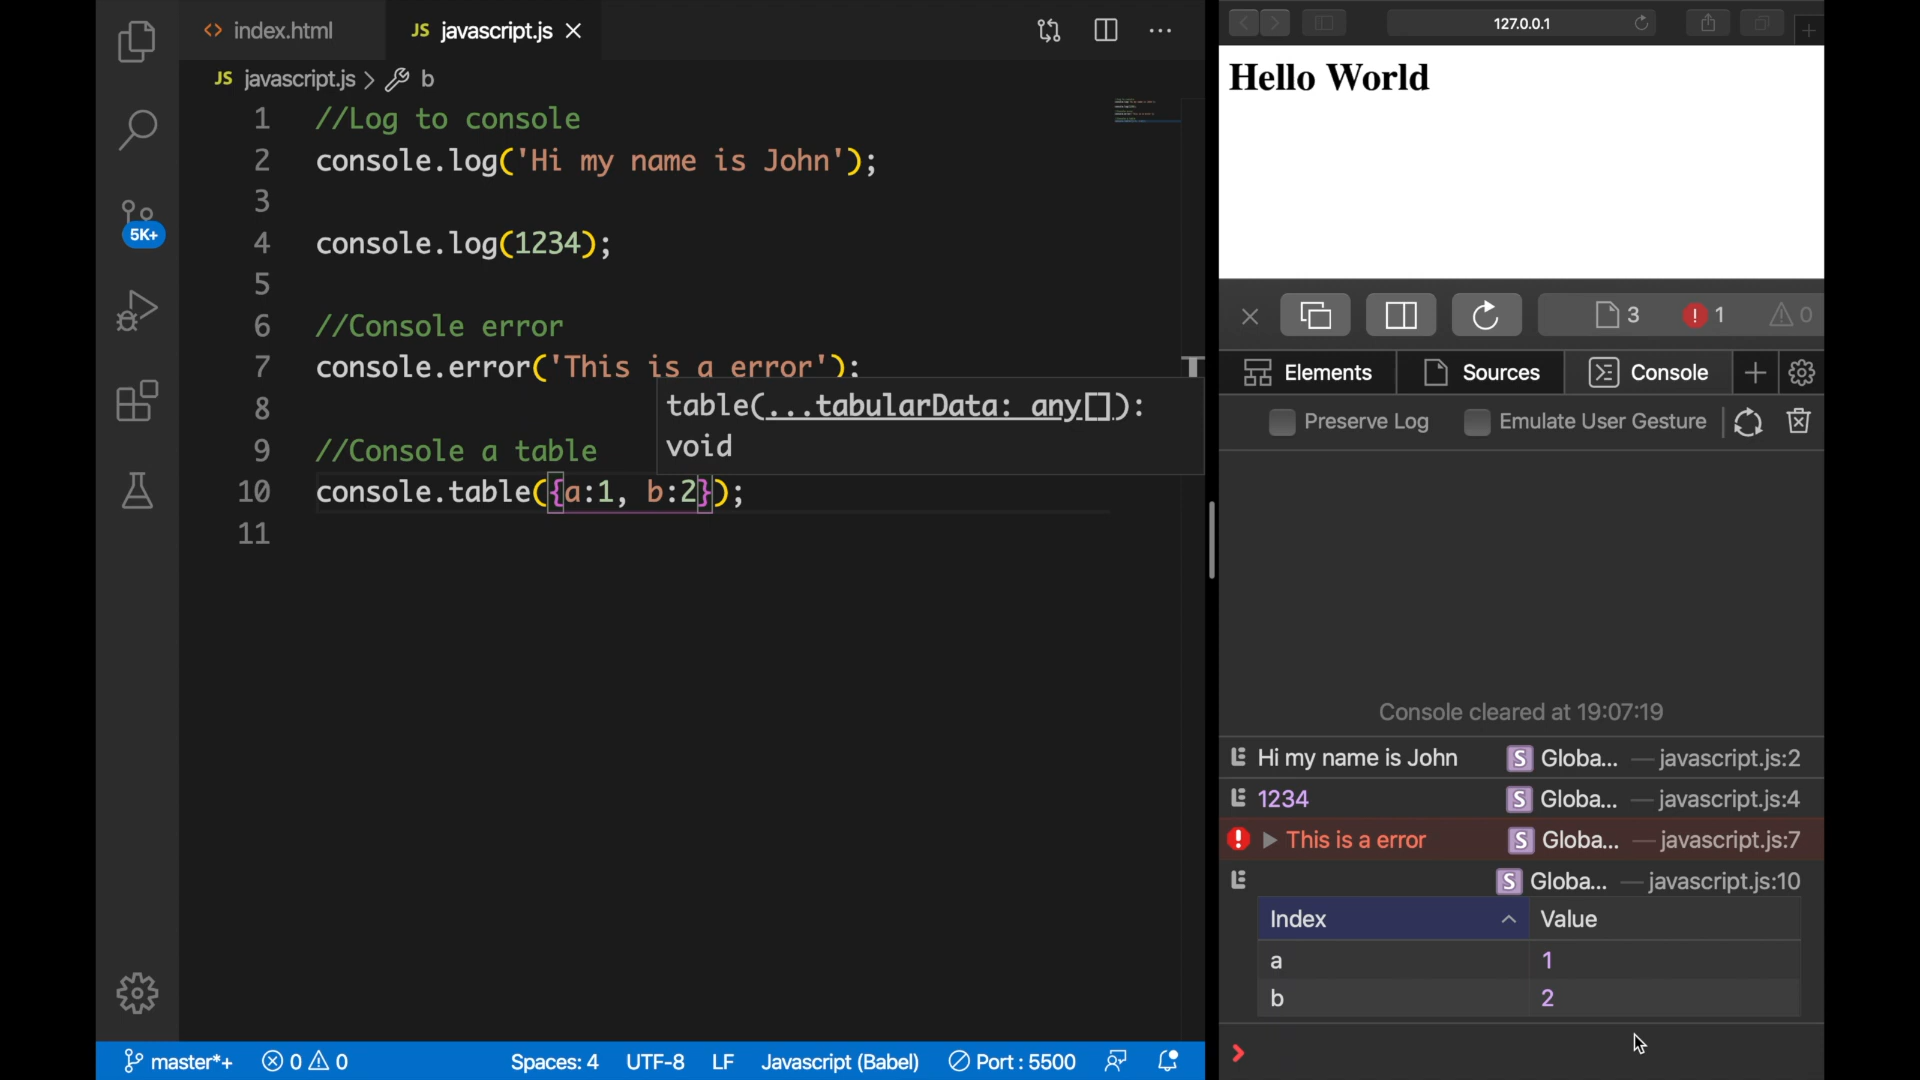 index.html
JS javascript.js
JS javascript.js > b
1 //Log to console
2 console.log('Hi my name is John');
3
4 console.log(1234);
5
6 //Console error
7 console.error('This is a error');
8
9 //Console a table
10 console.table({a:1, b:2});
11
table(...tabularData: any[]):
void
5K+
master*+
0 0
Spaces: 4
UTF-8
LF
Javascript (Babel)
Port : 5500
127.0.0.1
Hello World
3 1 0
Elements
Sources
Console
Preserve Log
Emulate User Gesture
Console cleared at 19:07:19
Hi my name is John S Globa... — javascript.js:2
1234 S Globa... — javascript.js:4
This is a error S Globa... — javascript.js:7
S Globa... — javascript.js:10
Index Value
a 1
b 2